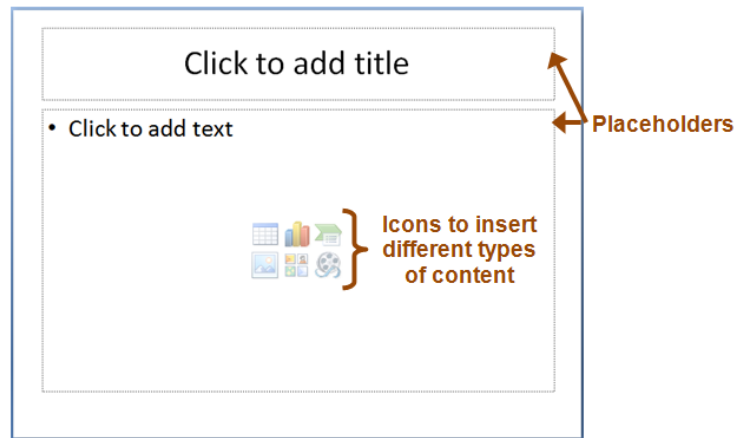 Click to add title
• Click to add text
Placeholders
Icons to insert
different types
of content